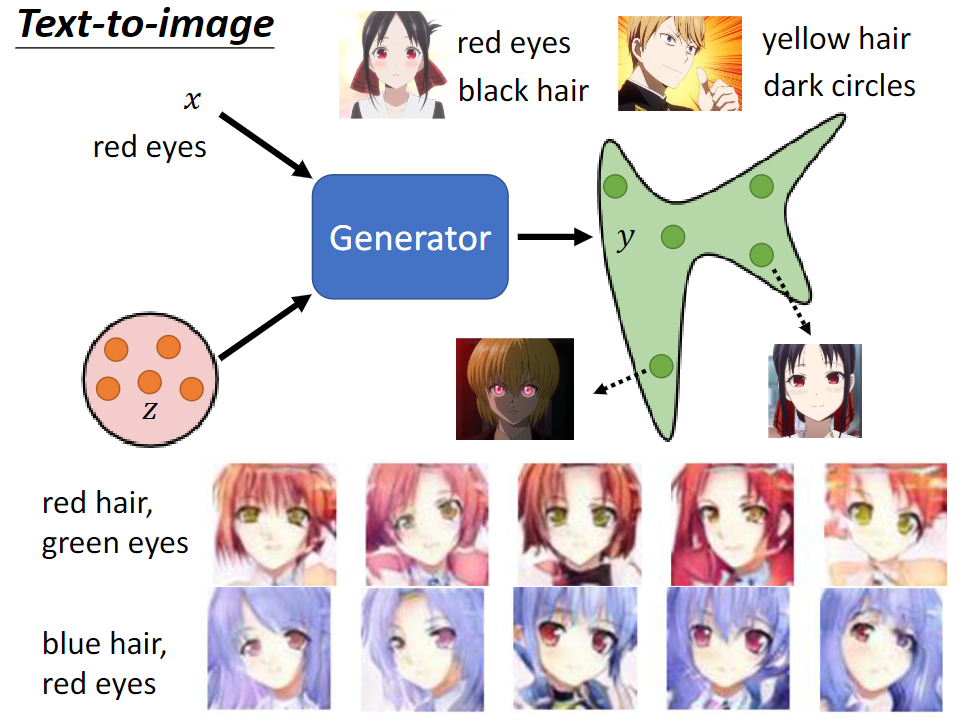 Text-to-image
red eyes
black hair
yellow hair
dark circles
x
red eyes
Generator
y
z
red hair,
green eyes
blue hair,
red eyes